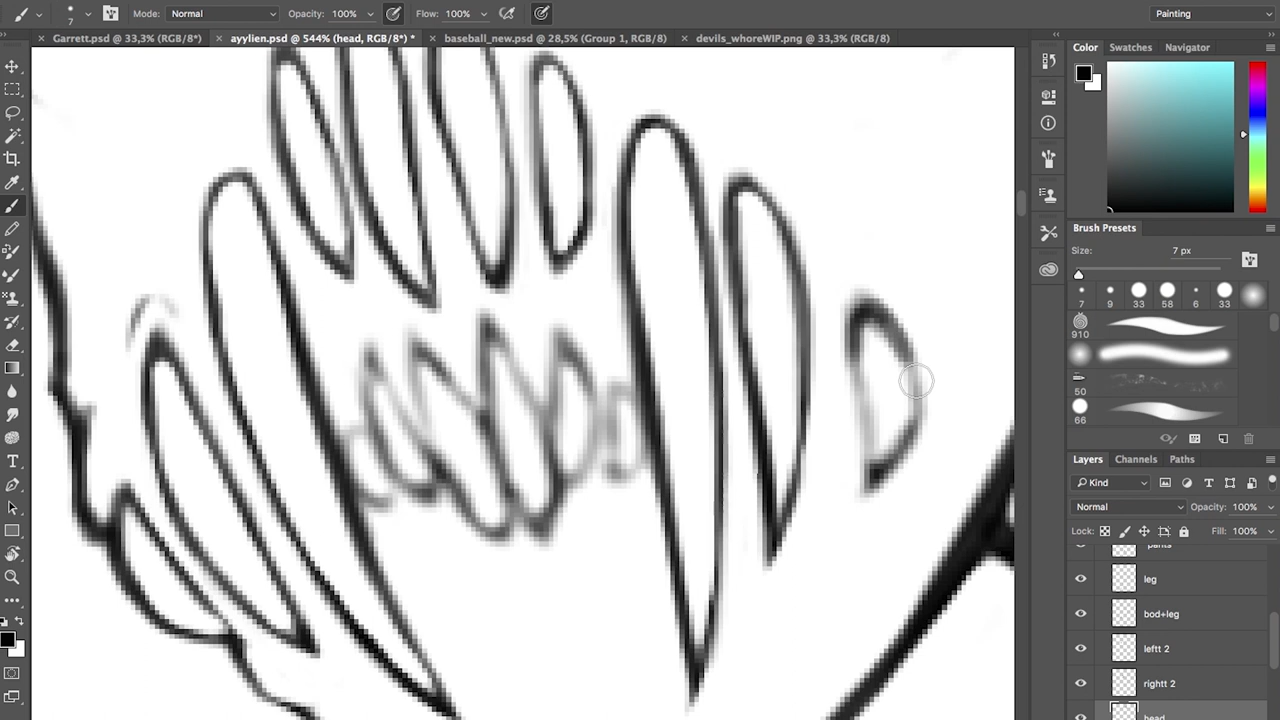 7
Mode: Normal
Opacity: 100%
Flow: 100%
Painting
Garrett.psd @ 33,3% (RGB/8*)
ayylien.psd @ 544% (head, RGB/8*) *
baseball_new.psd @ 28,5% (Group 1, RGB/8)
devils_whoreWIP.png @ 33,3% (RGB/8)
Color
Swatches
Navigator
Brush Presets
Size:
7 px
7
9
33
58
6
33
910
50
66
Layers
Channels
Paths
Kind
Normal
Opacity: 100%
Lock:
Fill: 100%
pants
leg
bod+leg
leftt 2
rightt 2
head